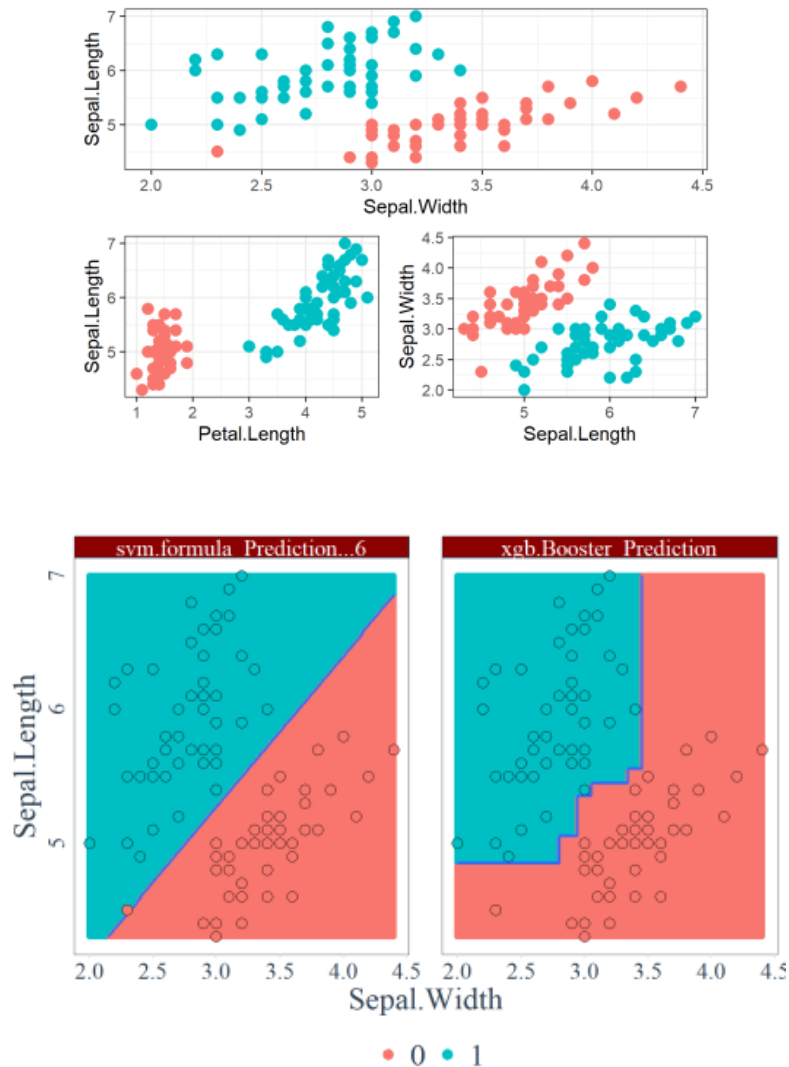 7
6
5
Sepal.Length
2.0 2.5 3.0 3.5 4.0 4.5
Sepal.Width
7
6
5
Sepal.Length
1 2 3 4 5
Petal.Length
4.5
4.0
3.5
3.0
2.5
2.0
Sepal.Width
5 6 7
Sepal.Length
svm.formula Prediction...6
xgb.Booster Prediction
7
6
5
Sepal.Length
2.0 2.5 3.0 3.5 4.0 4.5
2.0 2.5 3.0 3.5 4.0 4.5
Sepal.Width
0 1